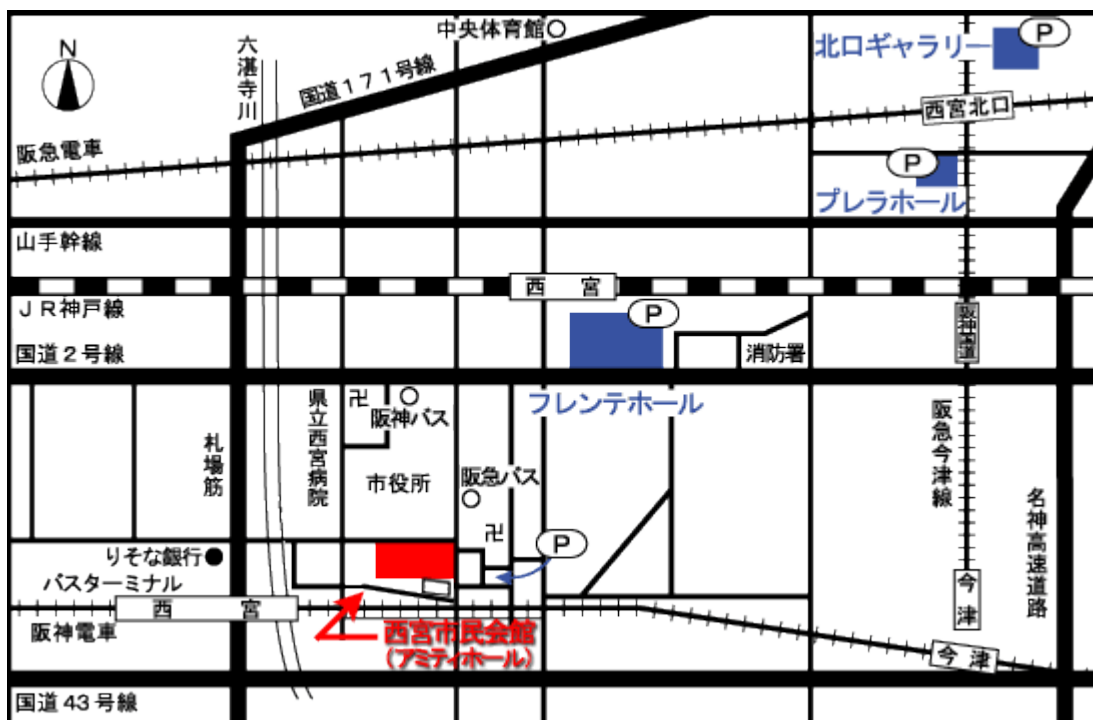 中央体育館
P
北口ギャラリー
N
六湛寺川
国道171号線
西宮北口
阪急電車
P
プレラホール
山手幹線
西宮
JR神戸線
P
阪神国道
国道2号線
消防署
フレンテホール
卍
阪神バス
県立西宮病院
阪急今津線
札場筋
市役所
阪急バス
名神高速道路
卍
P
りそな銀行
バスターミナル
今津
西宮
阪神電車
西宮市民会館
(アミティホール)
今津
国道43号線